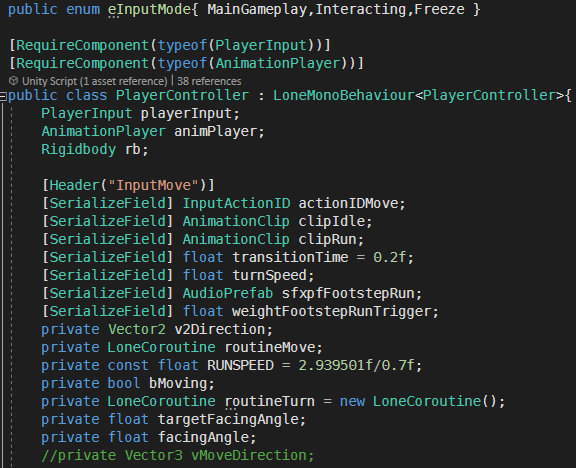 public enum eInputMode{ MainGameplay,Interacting,Freeze }
[RequireComponent(typeof(PlayerInput))]
[RequireComponent(typeof(AnimationPlayer))]
Unity Script (1 asset reference) | 38 references
public class PlayerController : LoneMonoBehaviour<PlayerController>{
PlayerInput playerInput;
AnimationPlayer animPlayer;
Rigidbody rb;
[Header("InputMove")]
[SerializeField] InputActionID actionIDMove;
[SerializeField] AnimationClip clipIdle;
[SerializeField] AnimationClip clipRun;
[SerializeField] float transitionTime = 0.2f;
[SerializeField] float turnSpeed;
[SerializeField] AudioPrefab sfxpfFootstepRun;
[SerializeField] float weightFootstepRunTrigger;
private Vector2 v2Direction;
private LoneCoroutine routineMove;
private const float RUNSPEED = 2.939501f/0.7f;
private bool bMoving;
private LoneCoroutine routineTurn = new LoneCoroutine();
private float targetFacingAngle;
private float facingAngle;
//private Vector3 vMoveDirection;